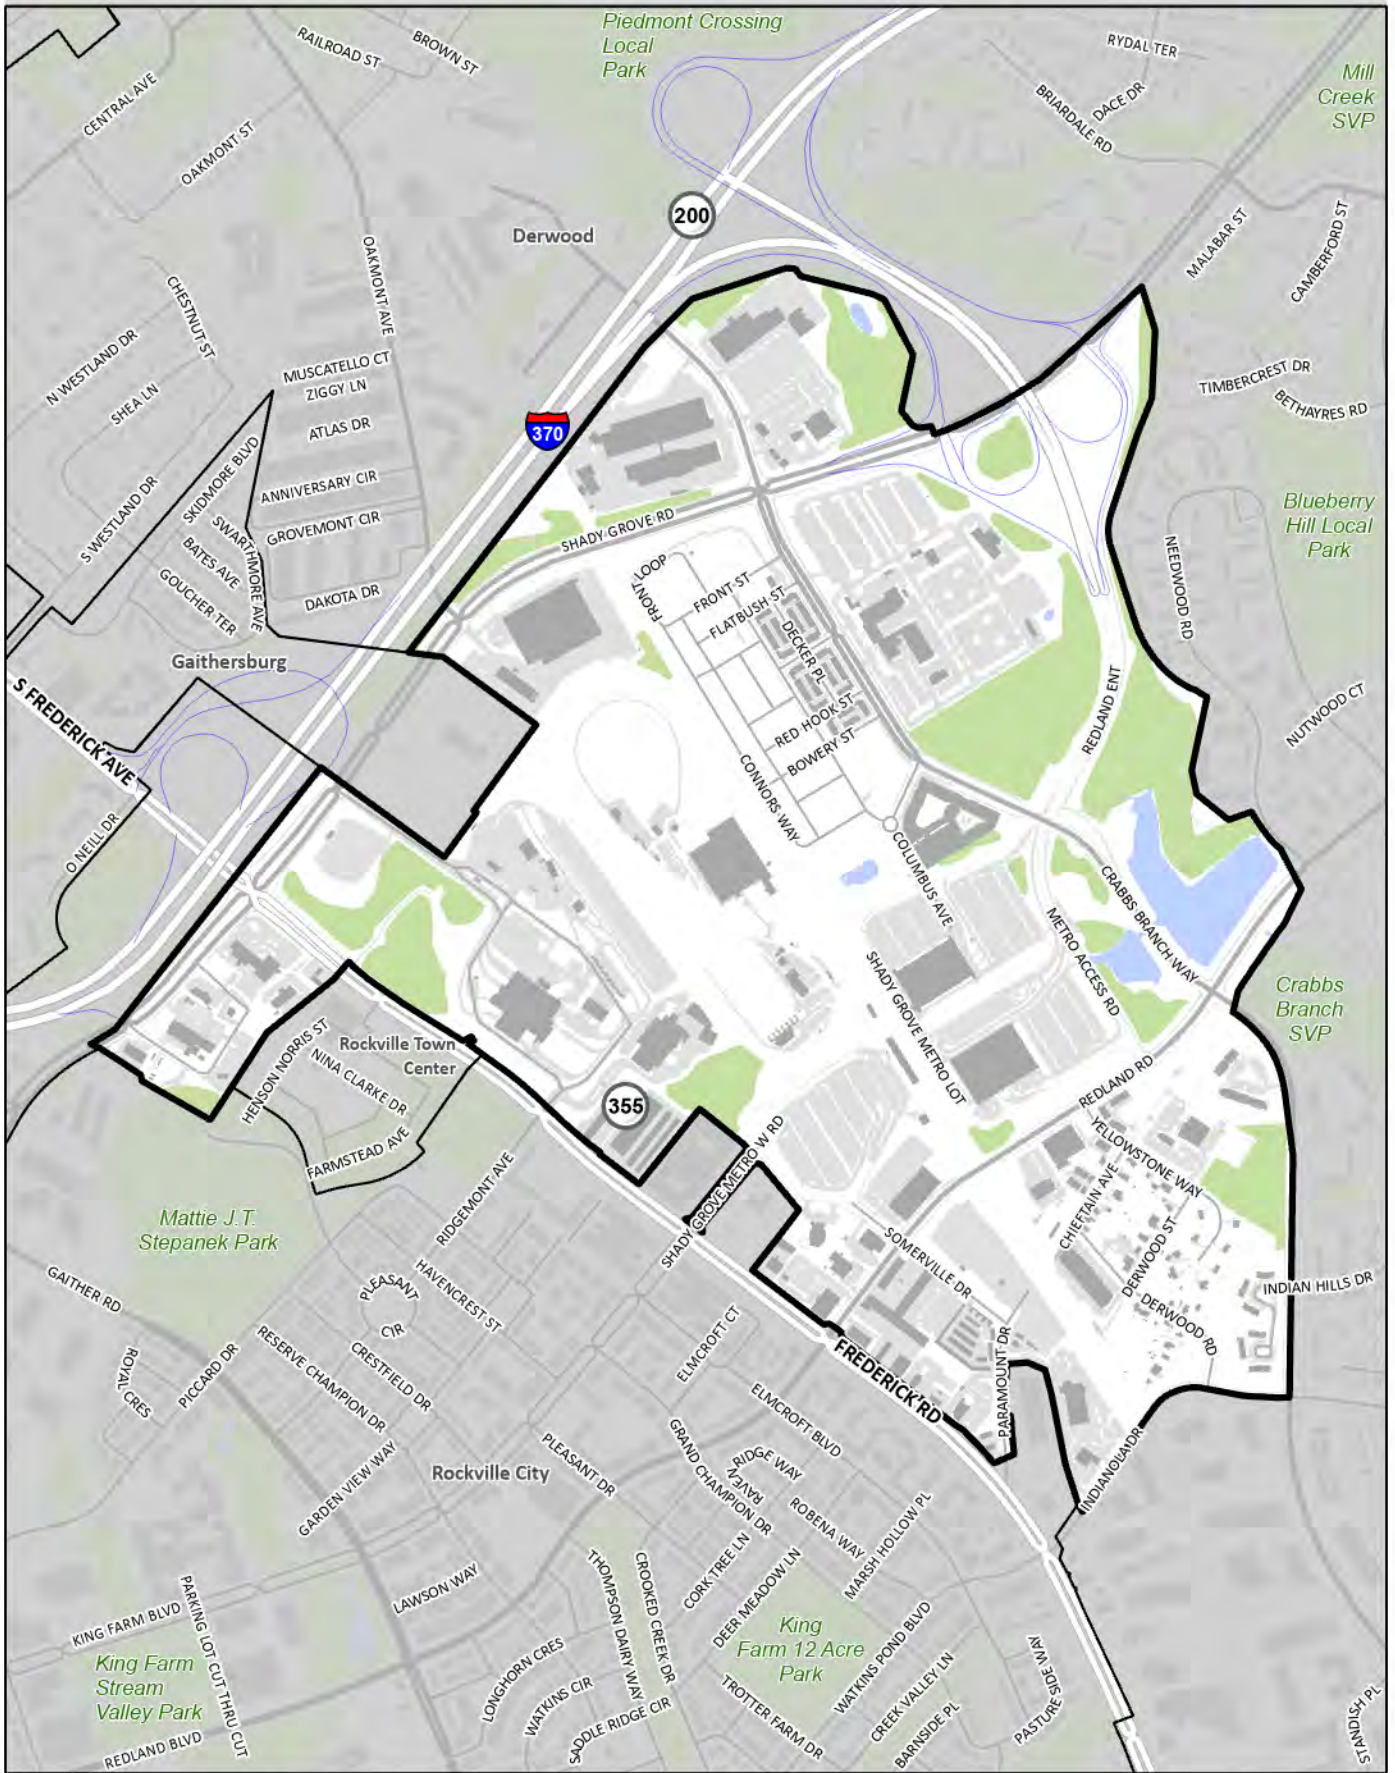 Piedmont Crossing
Local
Park
RAILROAD ST
BROWN ST
RYDAL TER
Mill
Creek
SVP
CENTRAL AVE
DACE DR
BRIARDALE RD
OAKMONT ST
200
Derwood
MALABAR ST
CAMBERFORD ST
OAKMONT AVE
CHESTNUT ST
N WESTLAND DR
MUSCATELLO CT
ZIGGY LN
SHEA LN
TIMBERCREST DR
BETHAYRES RD
ATLAS DR
370
SKIDMORE BLVD
S WESTLAND DR
ANNIVERSARY CIR
GROVEMONT CIR
SWARTHMORE AVE
BATES AVE
GOUCHER TER
DAKOTA DR
SHADY GROVE RD
Blueberry
Hill Local
Park
NEEDWOOD RD
FRONT LOOP
FRONT ST
FLATBUSH ST
DECKER PL
RED HOOK ST
BOWERY ST
CONNORS WAY
Gaithersburg
S FREDERICK AVE
REDLAND ENT
NUTWOOD CT
O NEILL DR
COLUMBUS AVE
CRABBS BRANCH WAY
METRO ACCESS RD
SHADY GROVE METRO LOT
Crabbs
Branch
SVP
HENSON NORRIS ST
Rockville Town
Center
NINA CLARKE DR
FARMSTEAD AVE
355
REDLAND RD
YELLOWSTONE WAY
CHIEFTAIN AVE
DERWOOD ST
DERWOOD RD
SHADY GROVE METRO W RD
RIDGEMONT AVE
Mattie J.T.
Stepanek Park
SOMERVILLE DR
INDIAN HILLS DR
GAITHER RD
PLEASANT
CIR
HAVENCREST ST
ELMCROFT CT
PARAMOUNT DR
FREDERICK RD
ROYAL CRES
PICCARD DR
RESERVE CHAMPION DR
CRESTFIELD DR
ELMCROFT BLVD
INDIANOLA DR
GARDEN VIEW WAY
Rockville City
PLEASANT DR
GRAND CHAMPION DR
RAVEN RIDGE WAY
ROBENA WAY
MARSH HOLLOW PL
CORK TREE LN
DEER MEADOW LN
LAWSON WAY
THOMPSON DAIRY WAY
CROOKED CREEK DR
King
Farm 12 Acre
Park
KING FARM BLVD
PARKING LOT CUT THRU CUT
King Farm
Stream
Valley Park
REDLAND BLVD
LONGHORN CRES
WATKINS CIR
SADDLE RIDGE CIR
TROTTER FARM DR
WATKINS POND BLVD
CREEK VALLEY LN
BARNSIDE PL
PASTURE SIDE WAY
STANDISH PL